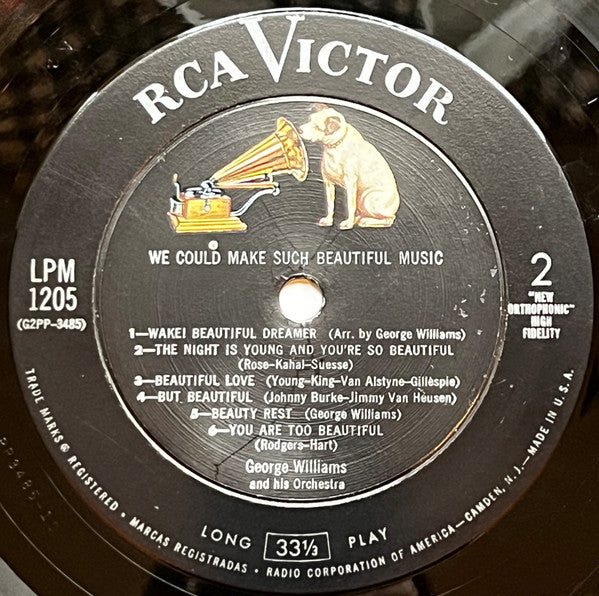 RCA VICTOR
WE COULD MAKE SUCH BEAUTIFUL MUSIC
LPM
1205
(G2PP-3485)
2
"NEW
ORTHOPHONIC"
HIGH
FIDELITY
1—WAKE! BEAUTIFUL DREAMER (Arr. by George Williams)
2—THE NIGHT IS YOUNG AND YOU'RE SO BEAUTIFUL
(Rose-Kahal-Suesse)
3—BEAUTIFUL LOVE (Young-King-Van Alstyne-Gillespie)
4—BUT BEAUTIFUL (Johnny Burke-Jimmy Van Heusen)
5—BEAUTY REST (George Williams)
6—YOU ARE TOO BEAUTIFUL
(Rodgers-Hart)
George Williams
and his Orchestra
LONG 33⅓ PLAY
TRADE MARKS ® REGISTERED • MARCAS REGISTRADAS • RADIO CORPORATION OF AMERICA—CAMDEN, N.J.—MADE IN U.S.A.